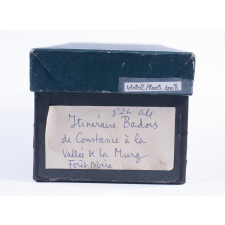 Itinéraire Badois
de Constance à la
Vallée de la Murg
Forêt Noire